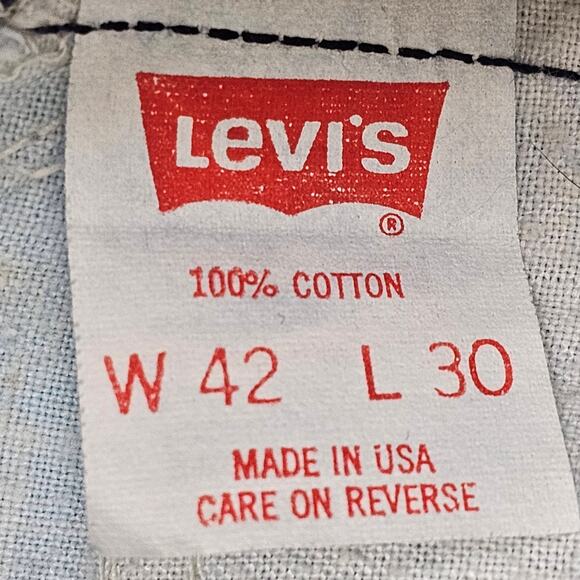 Levi's
®
100% COTTON
W 42 L 30
MADE IN USA
CARE ON REVERSE